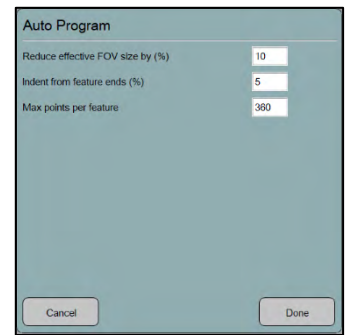 Auto Program
Reduce effective FOV size by (%) 10
Indent from feature ends (%) 5
Max points per feature 360
Cancel Done